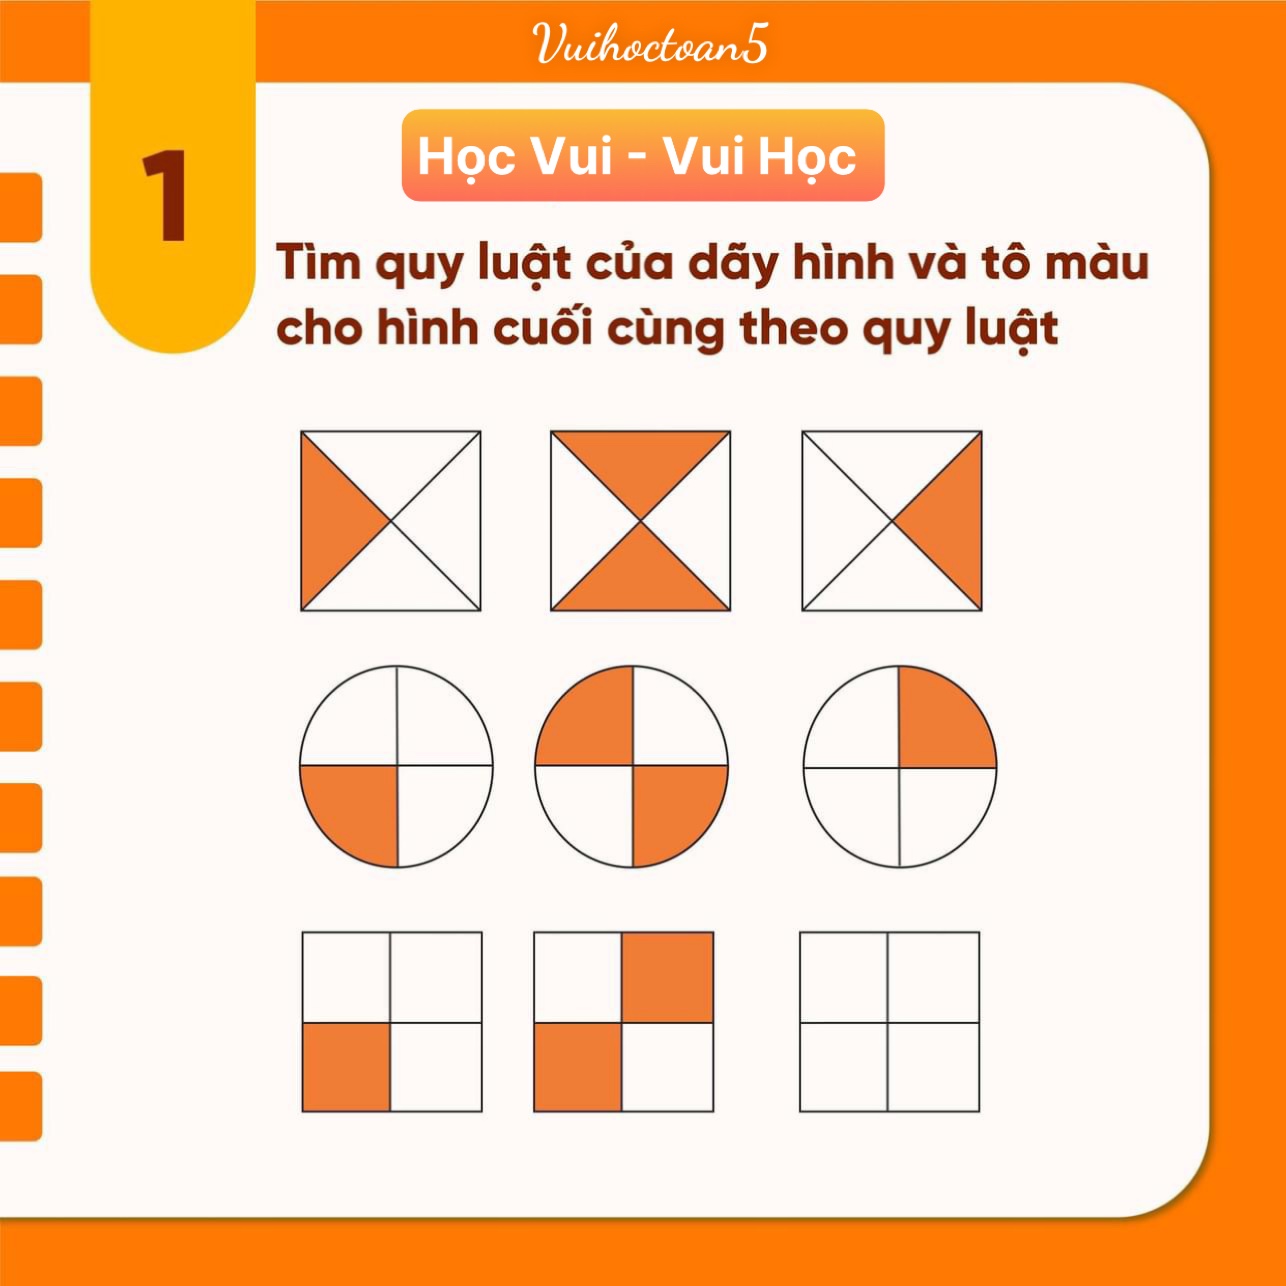 Vuihoctoan5
1
Học Vui - Vui Học
Tìm quy luật của dãy hình và tô màu
cho hình cuối cùng theo quy luật